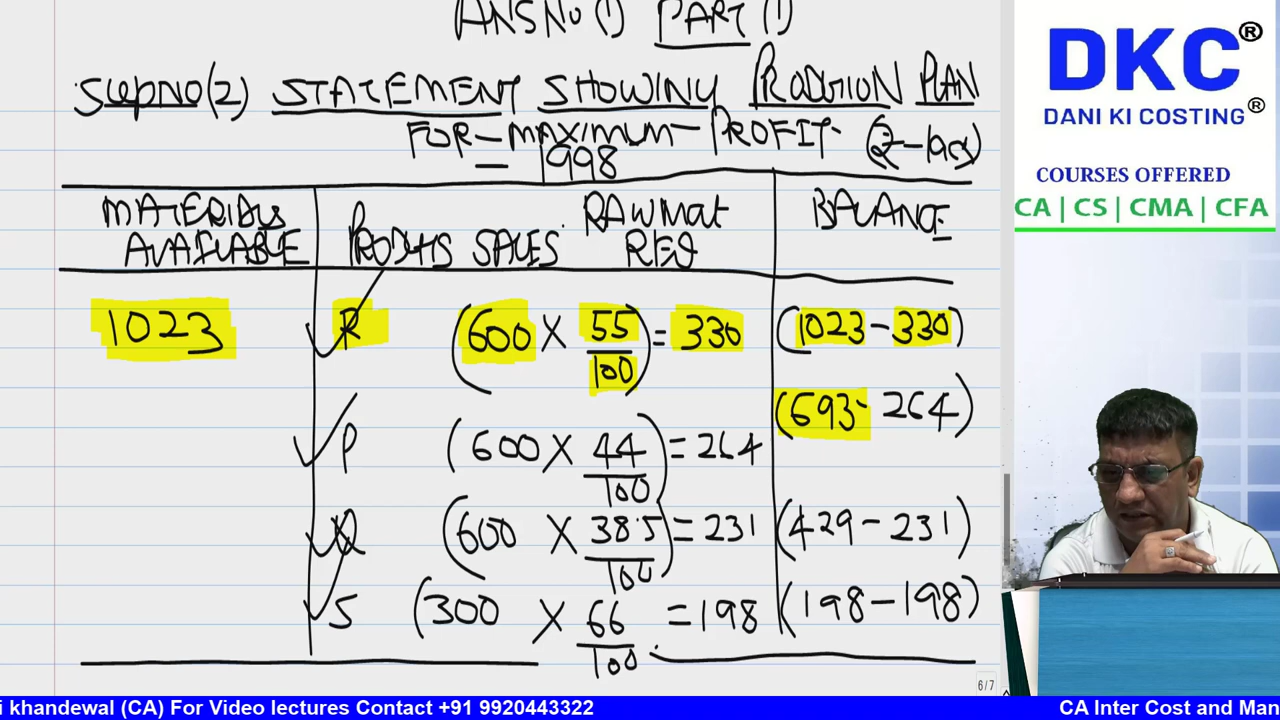 ANS NO (1) PART (1)
STEP NO (2) STATEMENT SHOWING PRODTION PLAN
FOR MAXIMUM PROFIT (₹ - lacs)
1998
MATERIALS AVAILABLE PRODTS SALES RAW Mat REQ BALANCE
1023 R (600 X 55/100) = 330 (1023 - 330)
(693 - 264)
P (600 X 44/100) = 264
Q (600 X 38.5/100) = 231 (429 - 231)
S (300 X 66/100 = 198 (198 - 198)
6/7
DKC®
DANI KI COSTING®
COURSES OFFERED
CA | CS | CMA | CFA
i khandewal (CA) For Video lectures Contact +91 9920443322
CA Inter Cost and Man